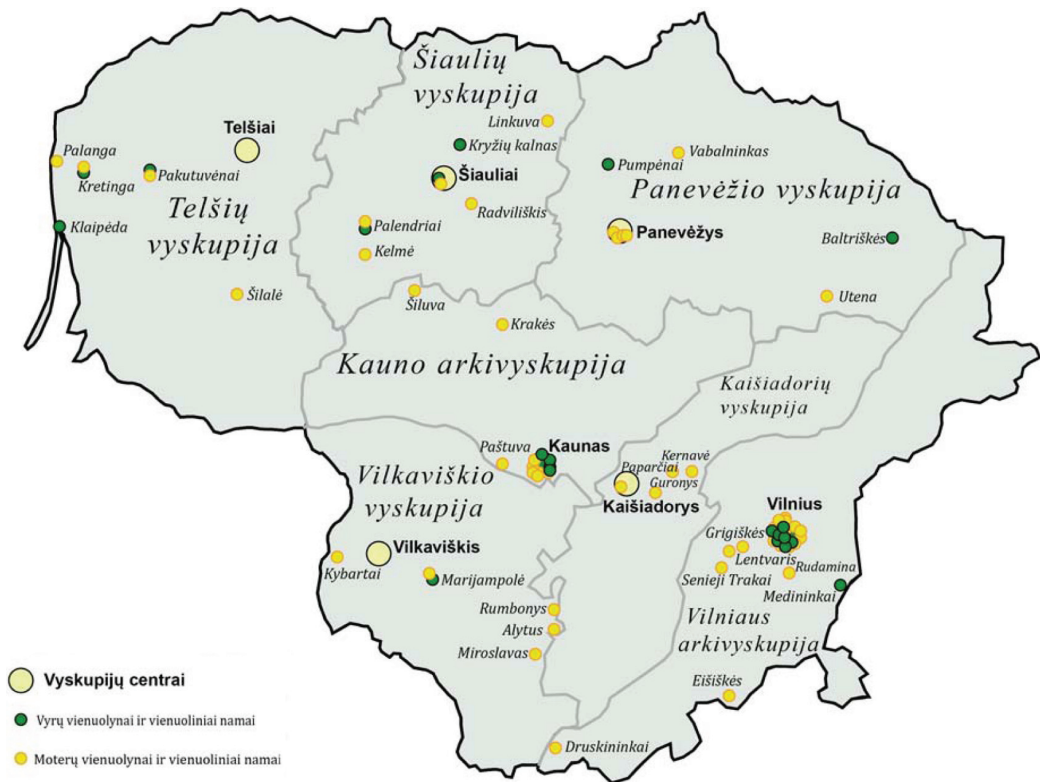 Šiaulių
vyskupija
Linkuva
Telšiai
Kryžių kalnas
Palanga
Vabalninkas
Pumpėnai
Kretinga
Pakutuvėnai
Šiauliai
Panevėžio vyskupija
Telšių
vyskupija
Radviliškis
Klaipėda
Palendriai
Panevėžys
Baltriškės
Kelmė
Šilalė
Šiluva
Utena
Krakės
Kauno arkivyskupija
Kaišiadorių
vyskupija
Paštuva
Kaunas
Kernavė
Paparčiai
Guronys
Kaišiadorys
Vilkaviškio
vyskupija
Vilnius
Grigiškės
Vilkaviškis
Lentvaris
Kybartai
Rudamina
Senieji Trakai
Marijampolė
Medininkai
Rumbonys
Vilniaus
arkivyskupija
Alytus
Miroslavas
Eišiškės
Druskininkai
Vyskupijų centrai
Vyrų vienuolynai ir vienuoliniai namai
Moterų vienuolynai ir vienuoliniai namai